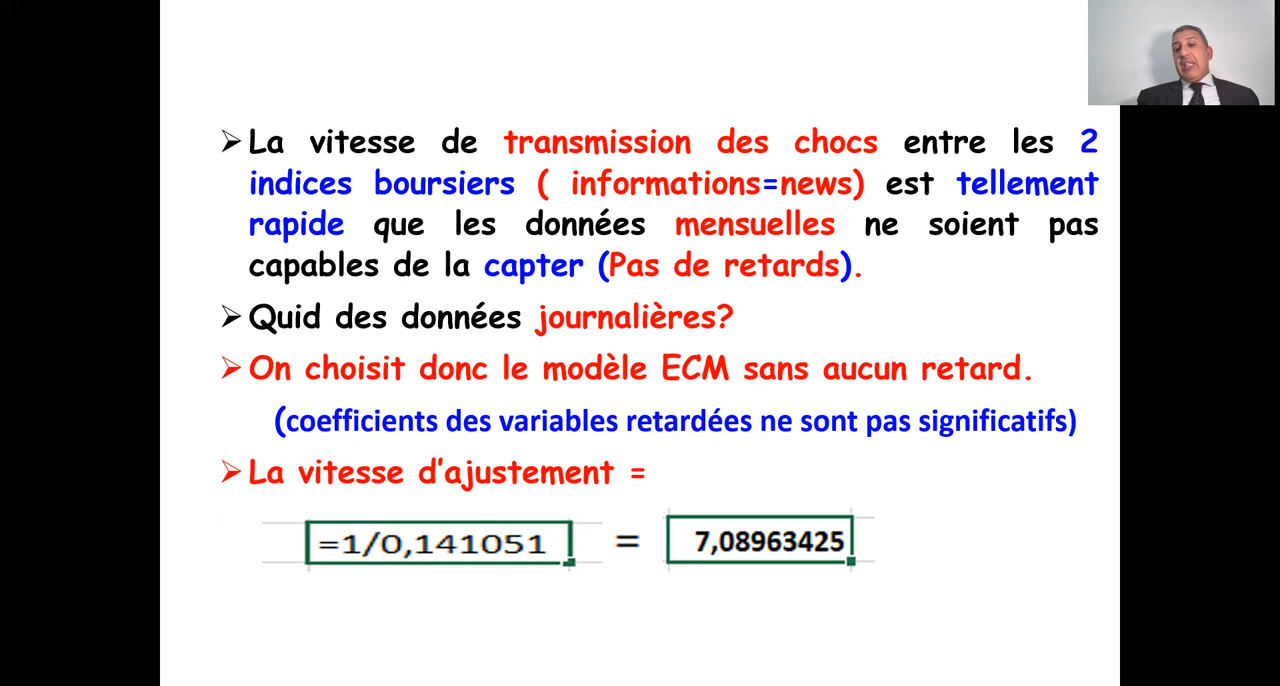 ➢La vitesse de transmission des chocs entre les 2
indices boursiers ( informations=news) est tellement
rapide que les données mensuelles ne soient pas
capables de la capter (Pas de retards).
➢Quid des données journalières?
➢On choisit donc le modèle ECM sans aucun retard.
(coefficients des variables retardées ne sont pas significatifs)
➢La vitesse d'ajustement =
=1/0,141051 = 7,08963425